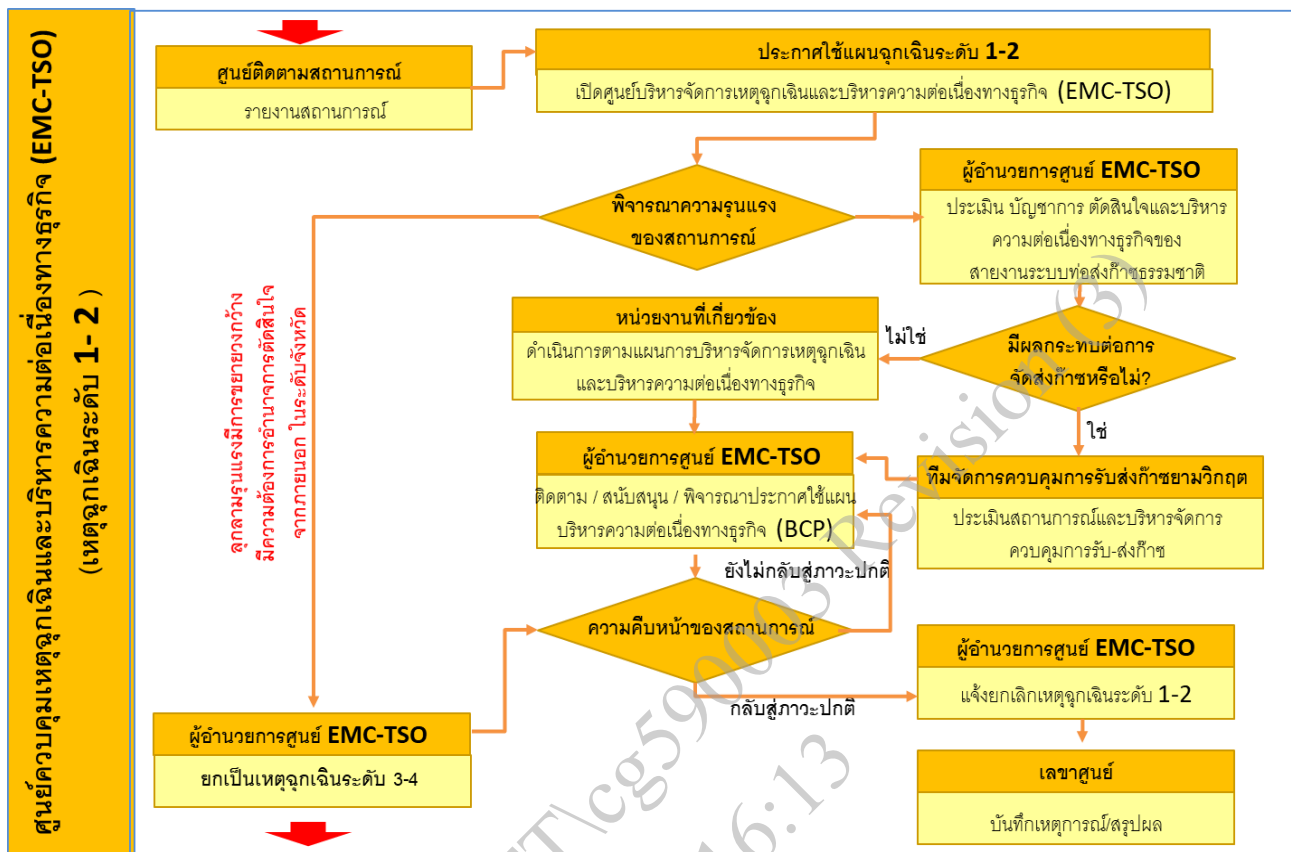 ศูนย์ควบคุมเหตุฉุกเฉินและบริหารความต่อเนื่องทางธุรกิจ (EMC-TSO)
(เหตุฉุกเฉินระดับ 1- 2 )
ศูนย์ติดตามสถานการณ์
รายงานสถานการณ์
ประกาศใช้แผนฉุกเฉินระดับ 1-2
เปิดศูนย์บริหารจัดการเหตุฉุกเฉินและบริหารความต่อเนื่องทางธุรกิจ (EMC-TSO)
พิจารณาความรุนแรง
ของสถานการณ์
ผู้อำนวยการศูนย์ EMC-TSO
ประเมิน บัญชาการ ตัดสินใจและบริหาร
ความต่อเนื่องทางธุรกิจของ
สายงานระบบท่อส่งก๊าซธรรมชาติ
ลุกลามรุนแรงมีการขยายวงกว้าง
มีความต้องการอำนาจการตัดสินใจ
จากภายนอก ในระดับจังหวัด
หน่วยงานที่เกี่ยวข้อง
ดำเนินการตามแผนการบริหารจัดการเหตุฉุกเฉิน
และบริหารความต่อเนื่องทางธุรกิจ
ไม่ใช่
มีผลกระทบต่อการ
จัดส่งก๊าซหรือไม่?
ใช่
ผู้อำนวยการศูนย์ EMC-TSO
ติดตาม / สนับสนุน / พิจารณาประกาศใช้แผน
บริหารความต่อเนื่องทางธุรกิจ (BCP)
ทีมจัดการควบคุมการรับส่งก๊าซยามวิกฤต
ประเมินสถานการณ์และบริหารจัดการ
ควบคุมการรับ-ส่งก๊าซ
ยังไม่กลับสู่ภาวะปกติ
ความคืบหน้าของสถานการณ์
กลับสู่ภาวะปกติ
ผู้อำนวยการศูนย์ EMC-TSO
แจ้งยกเลิกเหตุฉุกเฉินระดับ 1-2
ผู้อำนวยการศูนย์ EMC-TSO
ยกเป็นเหตุฉุกเฉินระดับ 3-4
เลขาศูนย์
บันทึกเหตุการณ์/สรุปผล
T\cg590003 Revision (3)
16:13